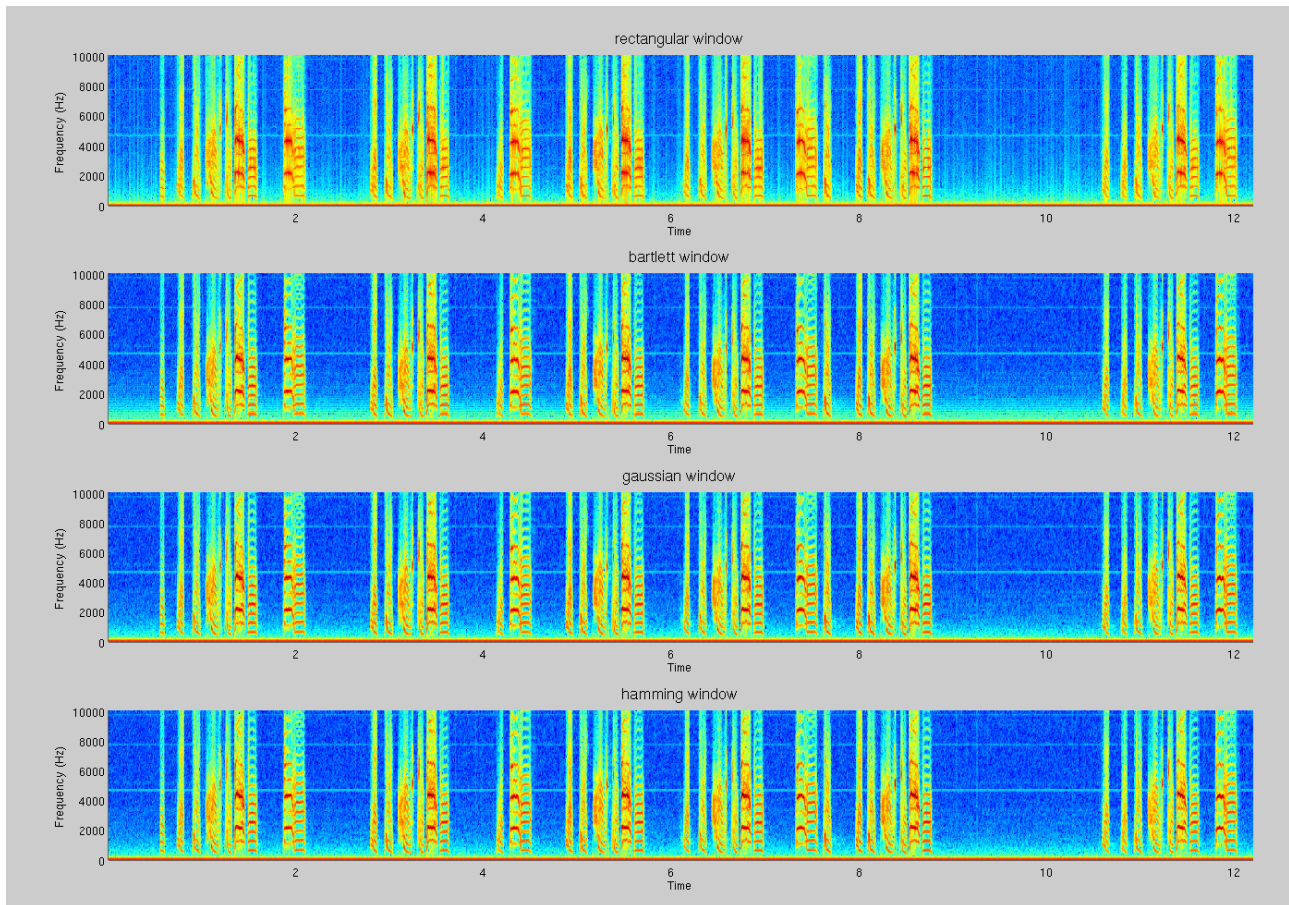 rectangular window
10000
8000
6000
4000
2000
0
Frequency (Hz)
2 4 6 8 10 12
Time
bartlett window
10000
8000
6000
4000
2000
0
Frequency (Hz)
2 4 6 8 10 12
Time
gaussian window
10000
8000
6000
4000
2000
0
Frequency (Hz)
2 4 6 8 10 12
Time
hamming window
10000
8000
6000
4000
2000
0
Frequency (Hz)
2 4 6 8 10 12
Time